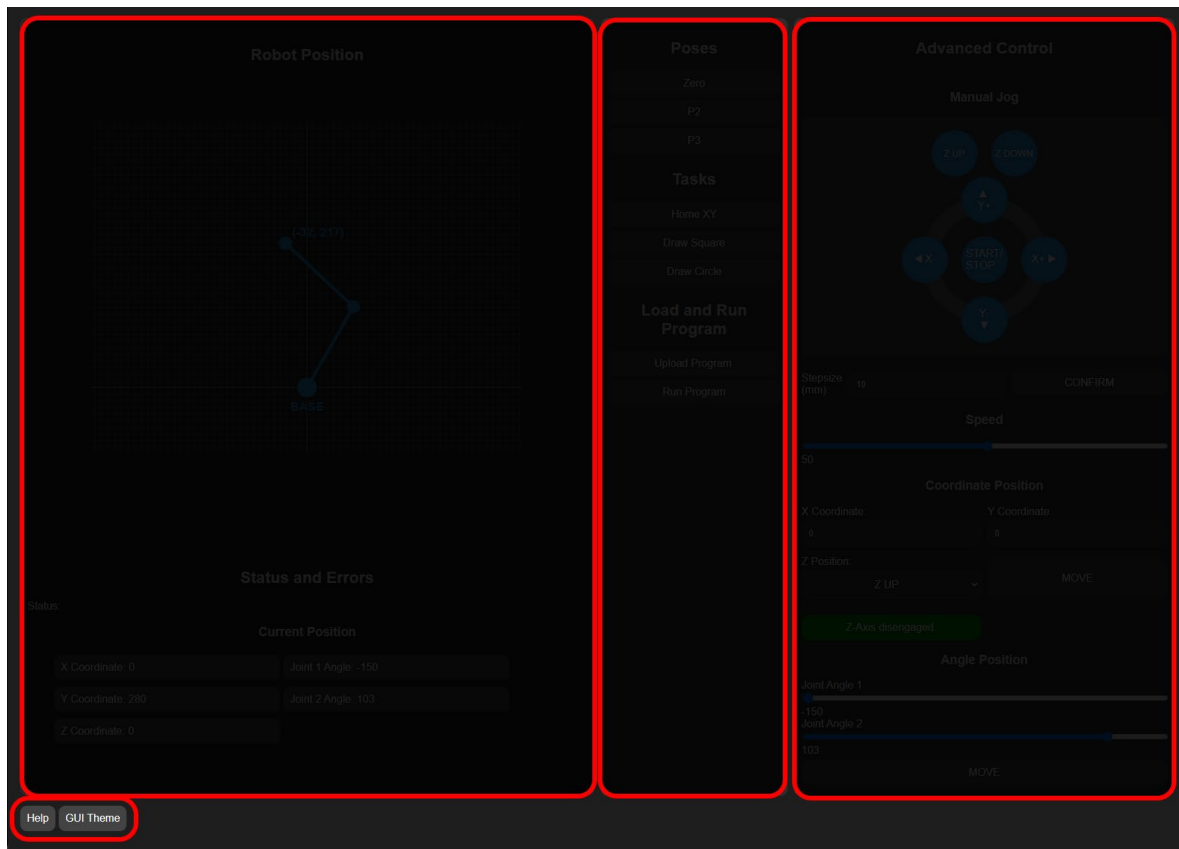 Robot Position
(-32, 217)
BASE
Status and Errors
Status:
Current Position
X Coordinate: 0
Joint 1 Angle: -150
Y Coordinate: 280
Joint 2 Angle: 103
Z Coordinate: 0
Poses
Zero
P2
P3
Tasks
Home XY
Draw Square
Draw Circle
Load and Run
Program
Upload Program
Run Program
Advanced Control
Manual Jog
Z UP
Z DOWN
▲
Y+
◀ X-
START/
STOP
X+ ▶
Y-
▼
Stepsize
(mm)
10
CONFIRM
Speed
50
Coordinate Position
X Coordinate
Y Coordinate
0
0
Z Position:
Z UP
MOVE
Z-Axis disengaged
Angle Position
Joint Angle 1
-150
Joint Angle 2
103
MOVE
Help
GUI Theme